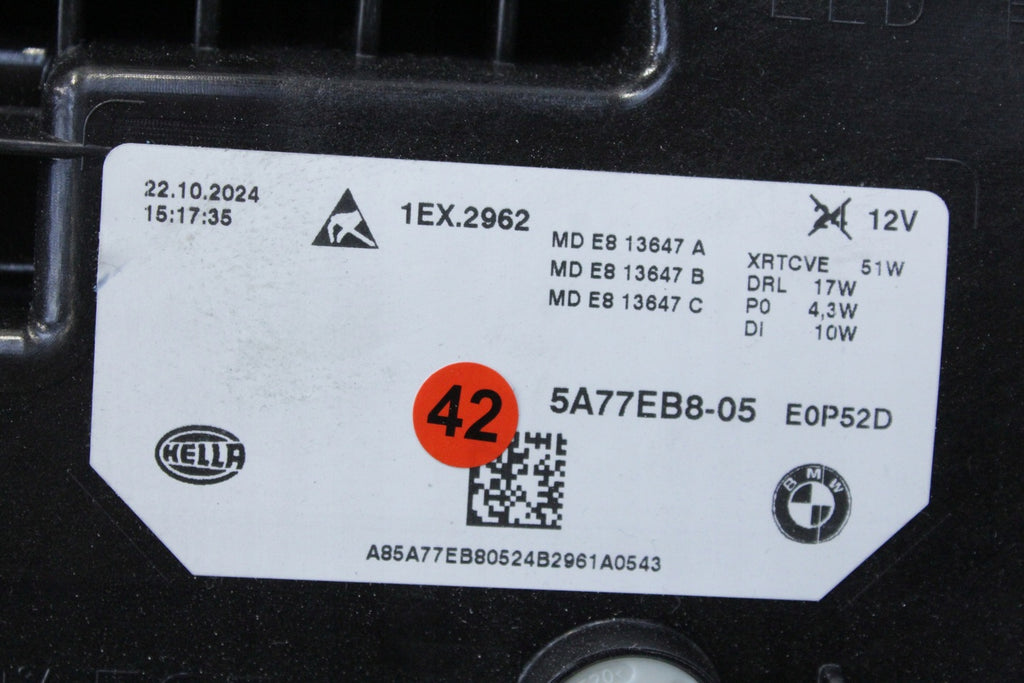 22.10.2024
15:17:35
1EX.2962
24 12V
MD E8 13647 A
MD E8 13647 B
MD E8 13647 C
XRTCVE 51W
DRL 17W
P0 4,3W
DI 10W
42
5A77EB8-05 E0P52D
HELLA
BMW
A85A77EB80524B2961A0543